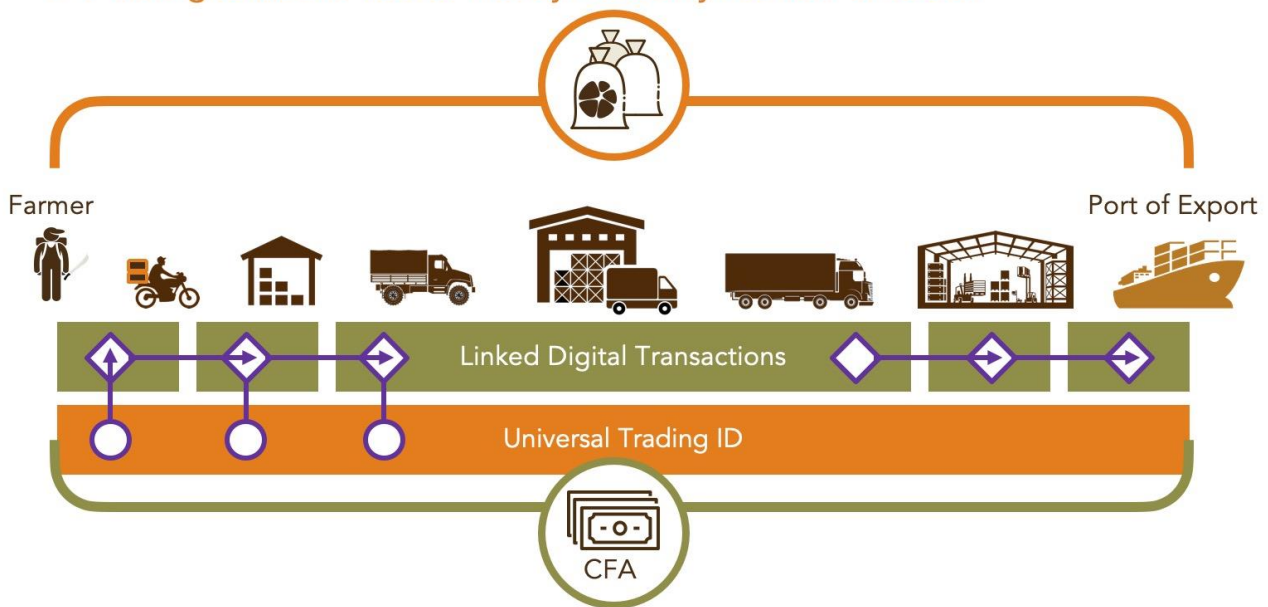 Farmer
Port of Export
Linked Digital Transactions
Universal Trading ID
CFA